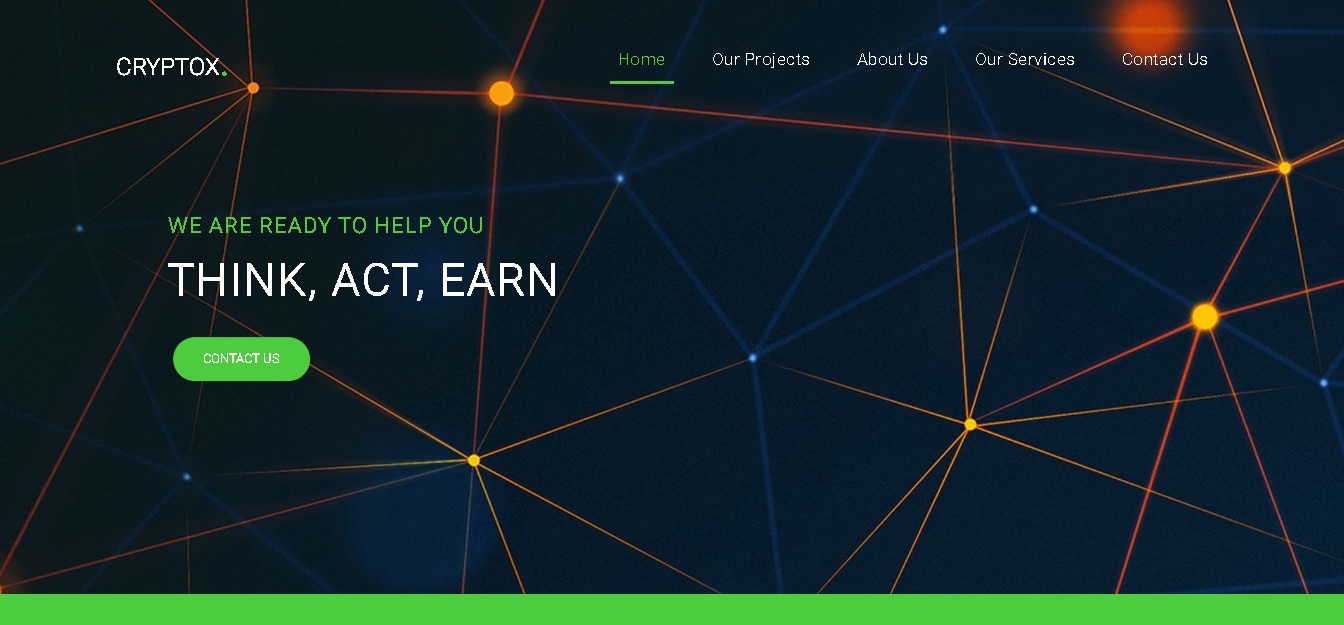 CRYPTOX.
Home Our Projects About Us Our Services Contact Us
WE ARE READY TO HELP YOU
THINK, ACT, EARN
CONTACT US